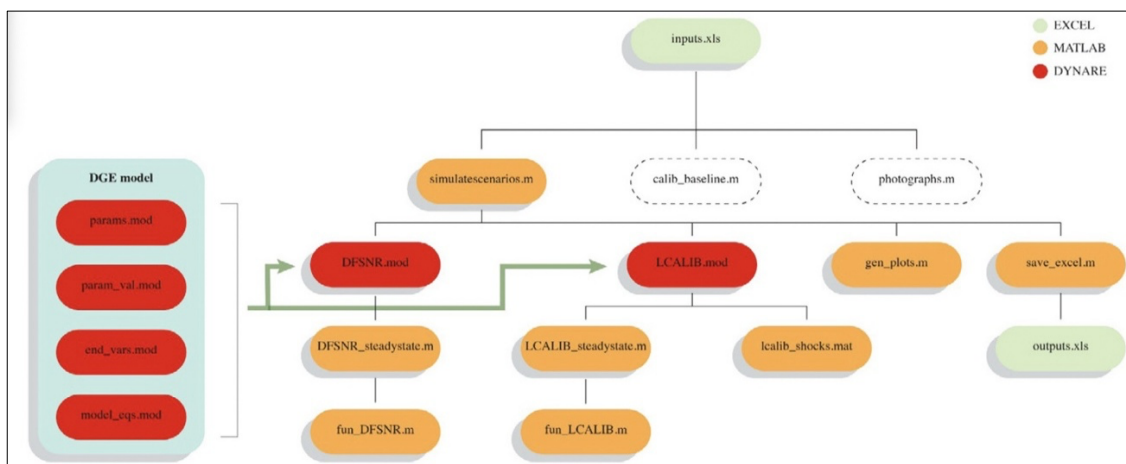 inputs.xls
EXCEL
MATLAB
DYNARE
DGE model
params.mod
param_val.mod
end_vars.mod
model_eqs.mod
simulatescenarios.m
calib_baseline.m
photographs.m
DFSNR.mod
LCALIB.mod
gen_plots.m
save_excel.m
DFSNR_steadystate.m
LCALIB_steadystate.m
lcalib_shocks.mat
outputs.xls
fun_DFSNR.m
fun_LCALIB.m